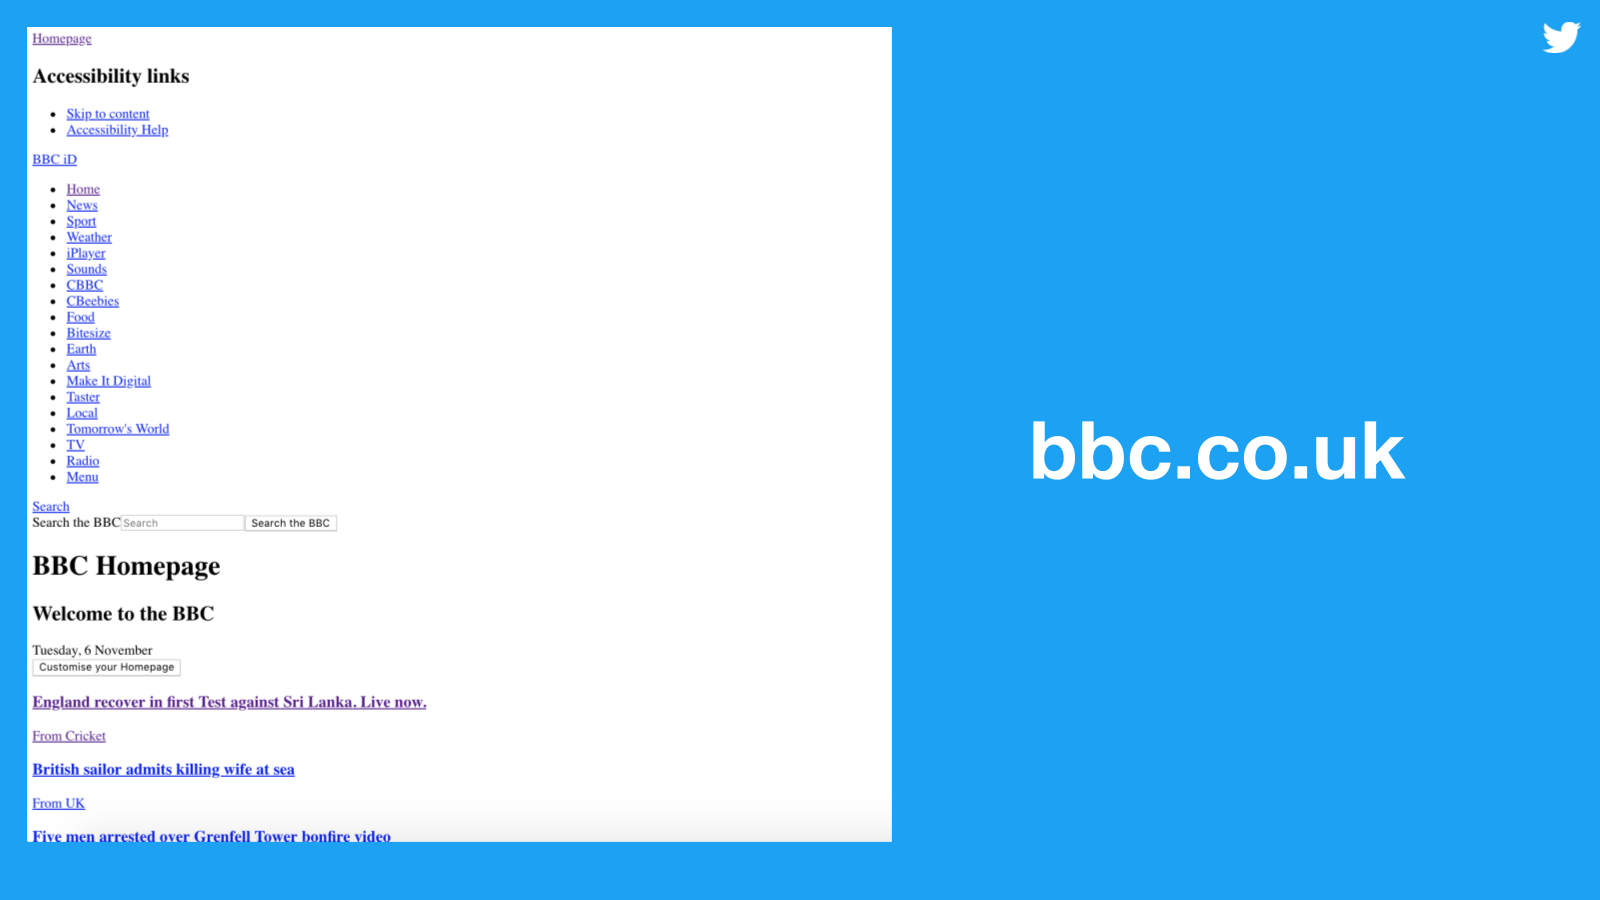 Homepage
Accessibility links
Skip to content
Accessibility Help
BBC iD
Home
News
Sport
Weather
iPlayer
Sounds
CBBC
CBeebies
Food
Bitesize
Earth
Arts
Make It Digital
Taster
Local
Tomorrow's World
TV
Radio
Menu
Search
Search the BBC Search Search the BBC
BBC Homepage
Welcome to the BBC
Tuesday, 6 November
Customise your Homepage
England recover in first Test against Sri Lanka. Live now.
From Cricket
British sailor admits killing wife at sea
From UK
Five men arrested over Grenfell Tower bonfire video
bbc.co.uk